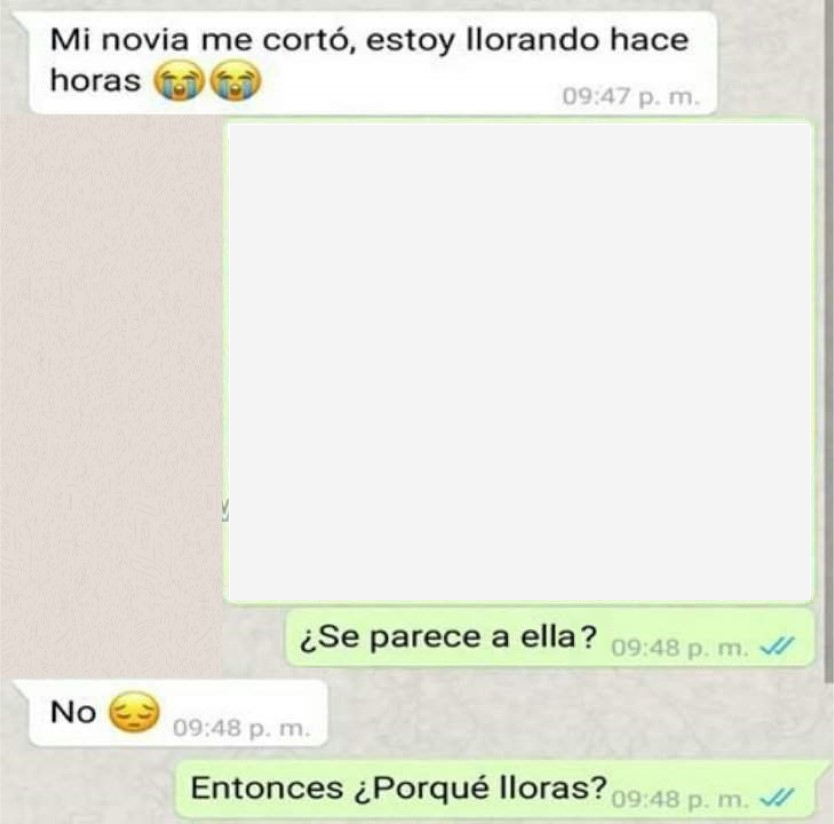 Mi novia me cortó, estoy llorando hace
horas 😭😭
09:47 p. m.
¿Se parece a ella? 09:48 p. m.
No 😔 09:48 p. m.
Entonces ¿Porqué lloras? 09:48 p. m.